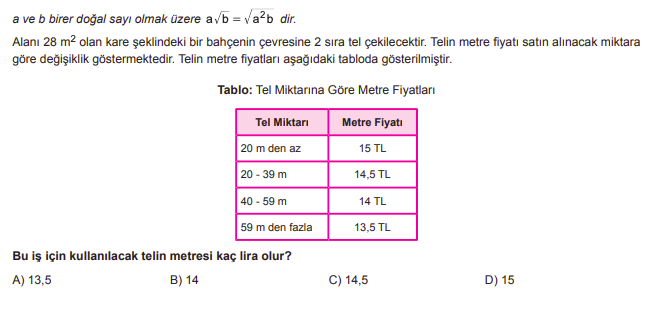 a ve b birer doğal sayı olmak üzere a√b = √a²b dir.
Alanı 28 m² olan kare şeklindeki bir bahçenin çevresine 2 sıra tel çekilecektir. Telin metre fiyatı satın alınacak miktara
göre değişiklik göstermektedir. Telin metre fiyatları aşağıdaki tabloda gösterilmiştir.
Tablo: Tel Miktarına Göre Metre Fiyatları
Tel Miktarı Metre Fiyatı
20 m den az 15 TL
20 - 39 m 14,5 TL
40 - 59 m 14 TL
59 m den fazla 13,5 TL
Bu iş için kullanılacak telin metresi kaç lira olur?
A) 13,5 B) 14 C) 14,5 D) 15